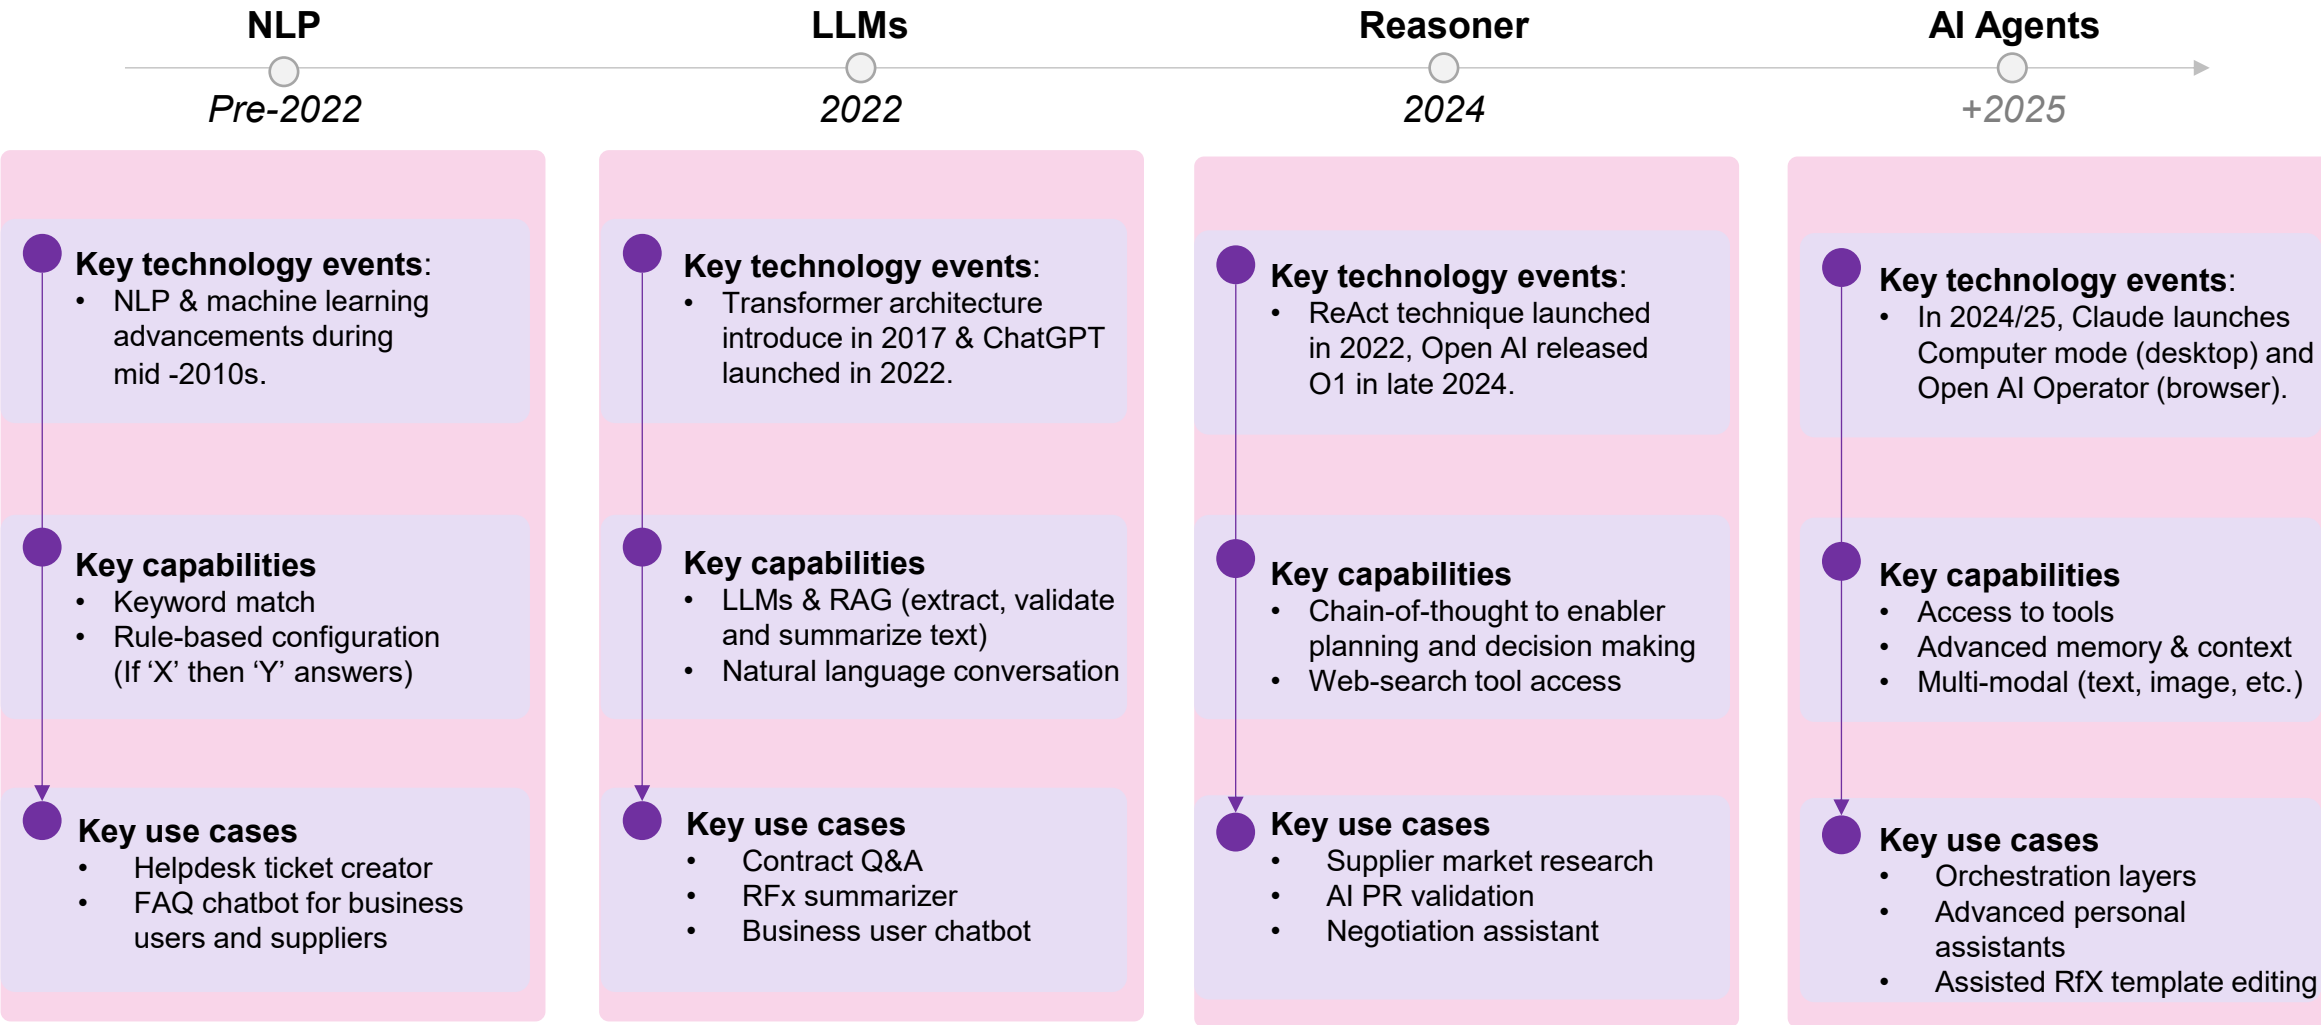 NLP
LLMs
Reasoner
AI Agents
Pre-2022
2022
2024
+2025
Key technology events:
• NLP & machine learning
advancements during
mid -2010s.
Key capabilities
• Keyword match
• Rule-based configuration
(If ‘X’ then ‘Y’ answers)
Key use cases
• Helpdesk ticket creator
• FAQ chatbot for business
users and suppliers
Key technology events:
• Transformer architecture
introduce in 2017 & ChatGPT
launched in 2022.
Key capabilities
• LLMs & RAG (extract, validate
and summarize text)
• Natural language conversation
Key use cases
• Contract Q&A
• RFx summarizer
• Business user chatbot
Key technology events:
• ReAct technique launched
in 2022, Open AI released
O1 in late 2024.
Key capabilities
• Chain-of-thought to enabler
planning and decision making
• Web-search tool access
Key use cases
• Supplier market research
• AI PR validation
• Negotiation assistant
Key technology events:
• In 2024/25, Claude launches
Computer mode (desktop) and
Open AI Operator (browser).
Key capabilities
• Access to tools
• Advanced memory & context
• Multi-modal (text, image, etc.)
Key use cases
• Orchestration layers
• Advanced personal
assistants
• Assisted RfX template editing